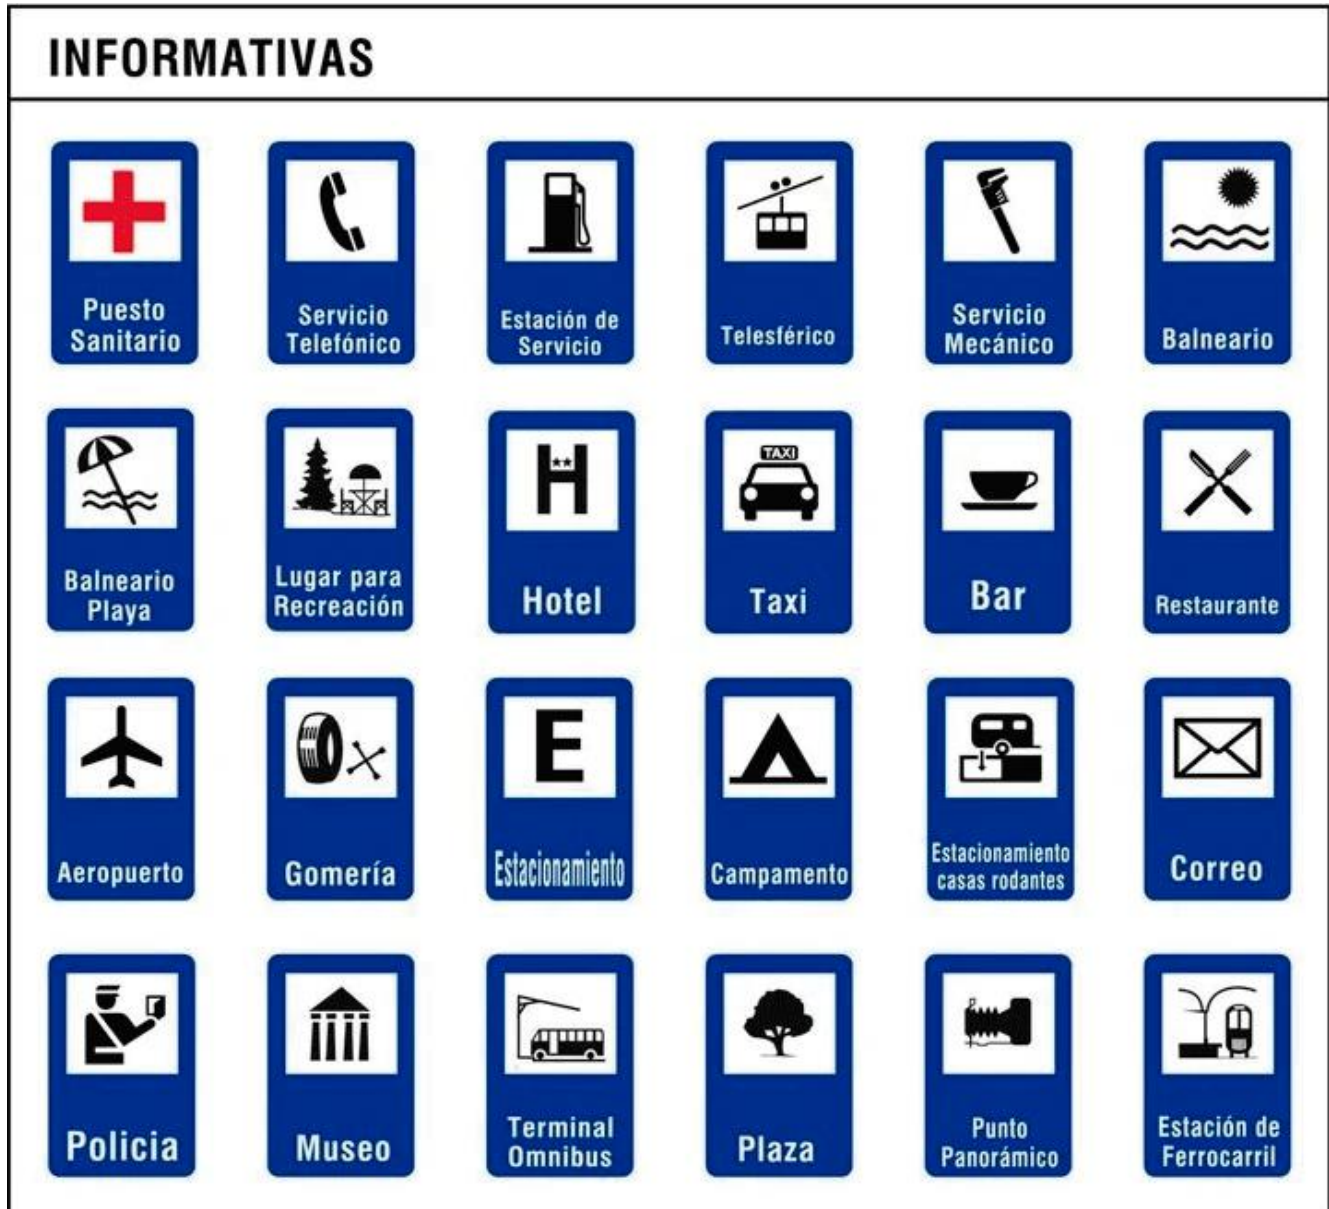 INFORMATIVAS
Puesto
Sanitario
Servicio
Telefónico
Estación de
Servicio
Telesférico
Servicio
Mecánico
Balneario
Balneario
Playa
Lugar para
Recreación
H
Hotel
TAXI
Taxi
Bar
Restaurante
Aeropuerto
Gomería
E
Estacionamiento
Campamento
Estacionamiento
casas rodantes
Correo
Policia
Museo
Terminal
Omnibus
Plaza
Punto
Panorámico
Estación de
Ferrocarril